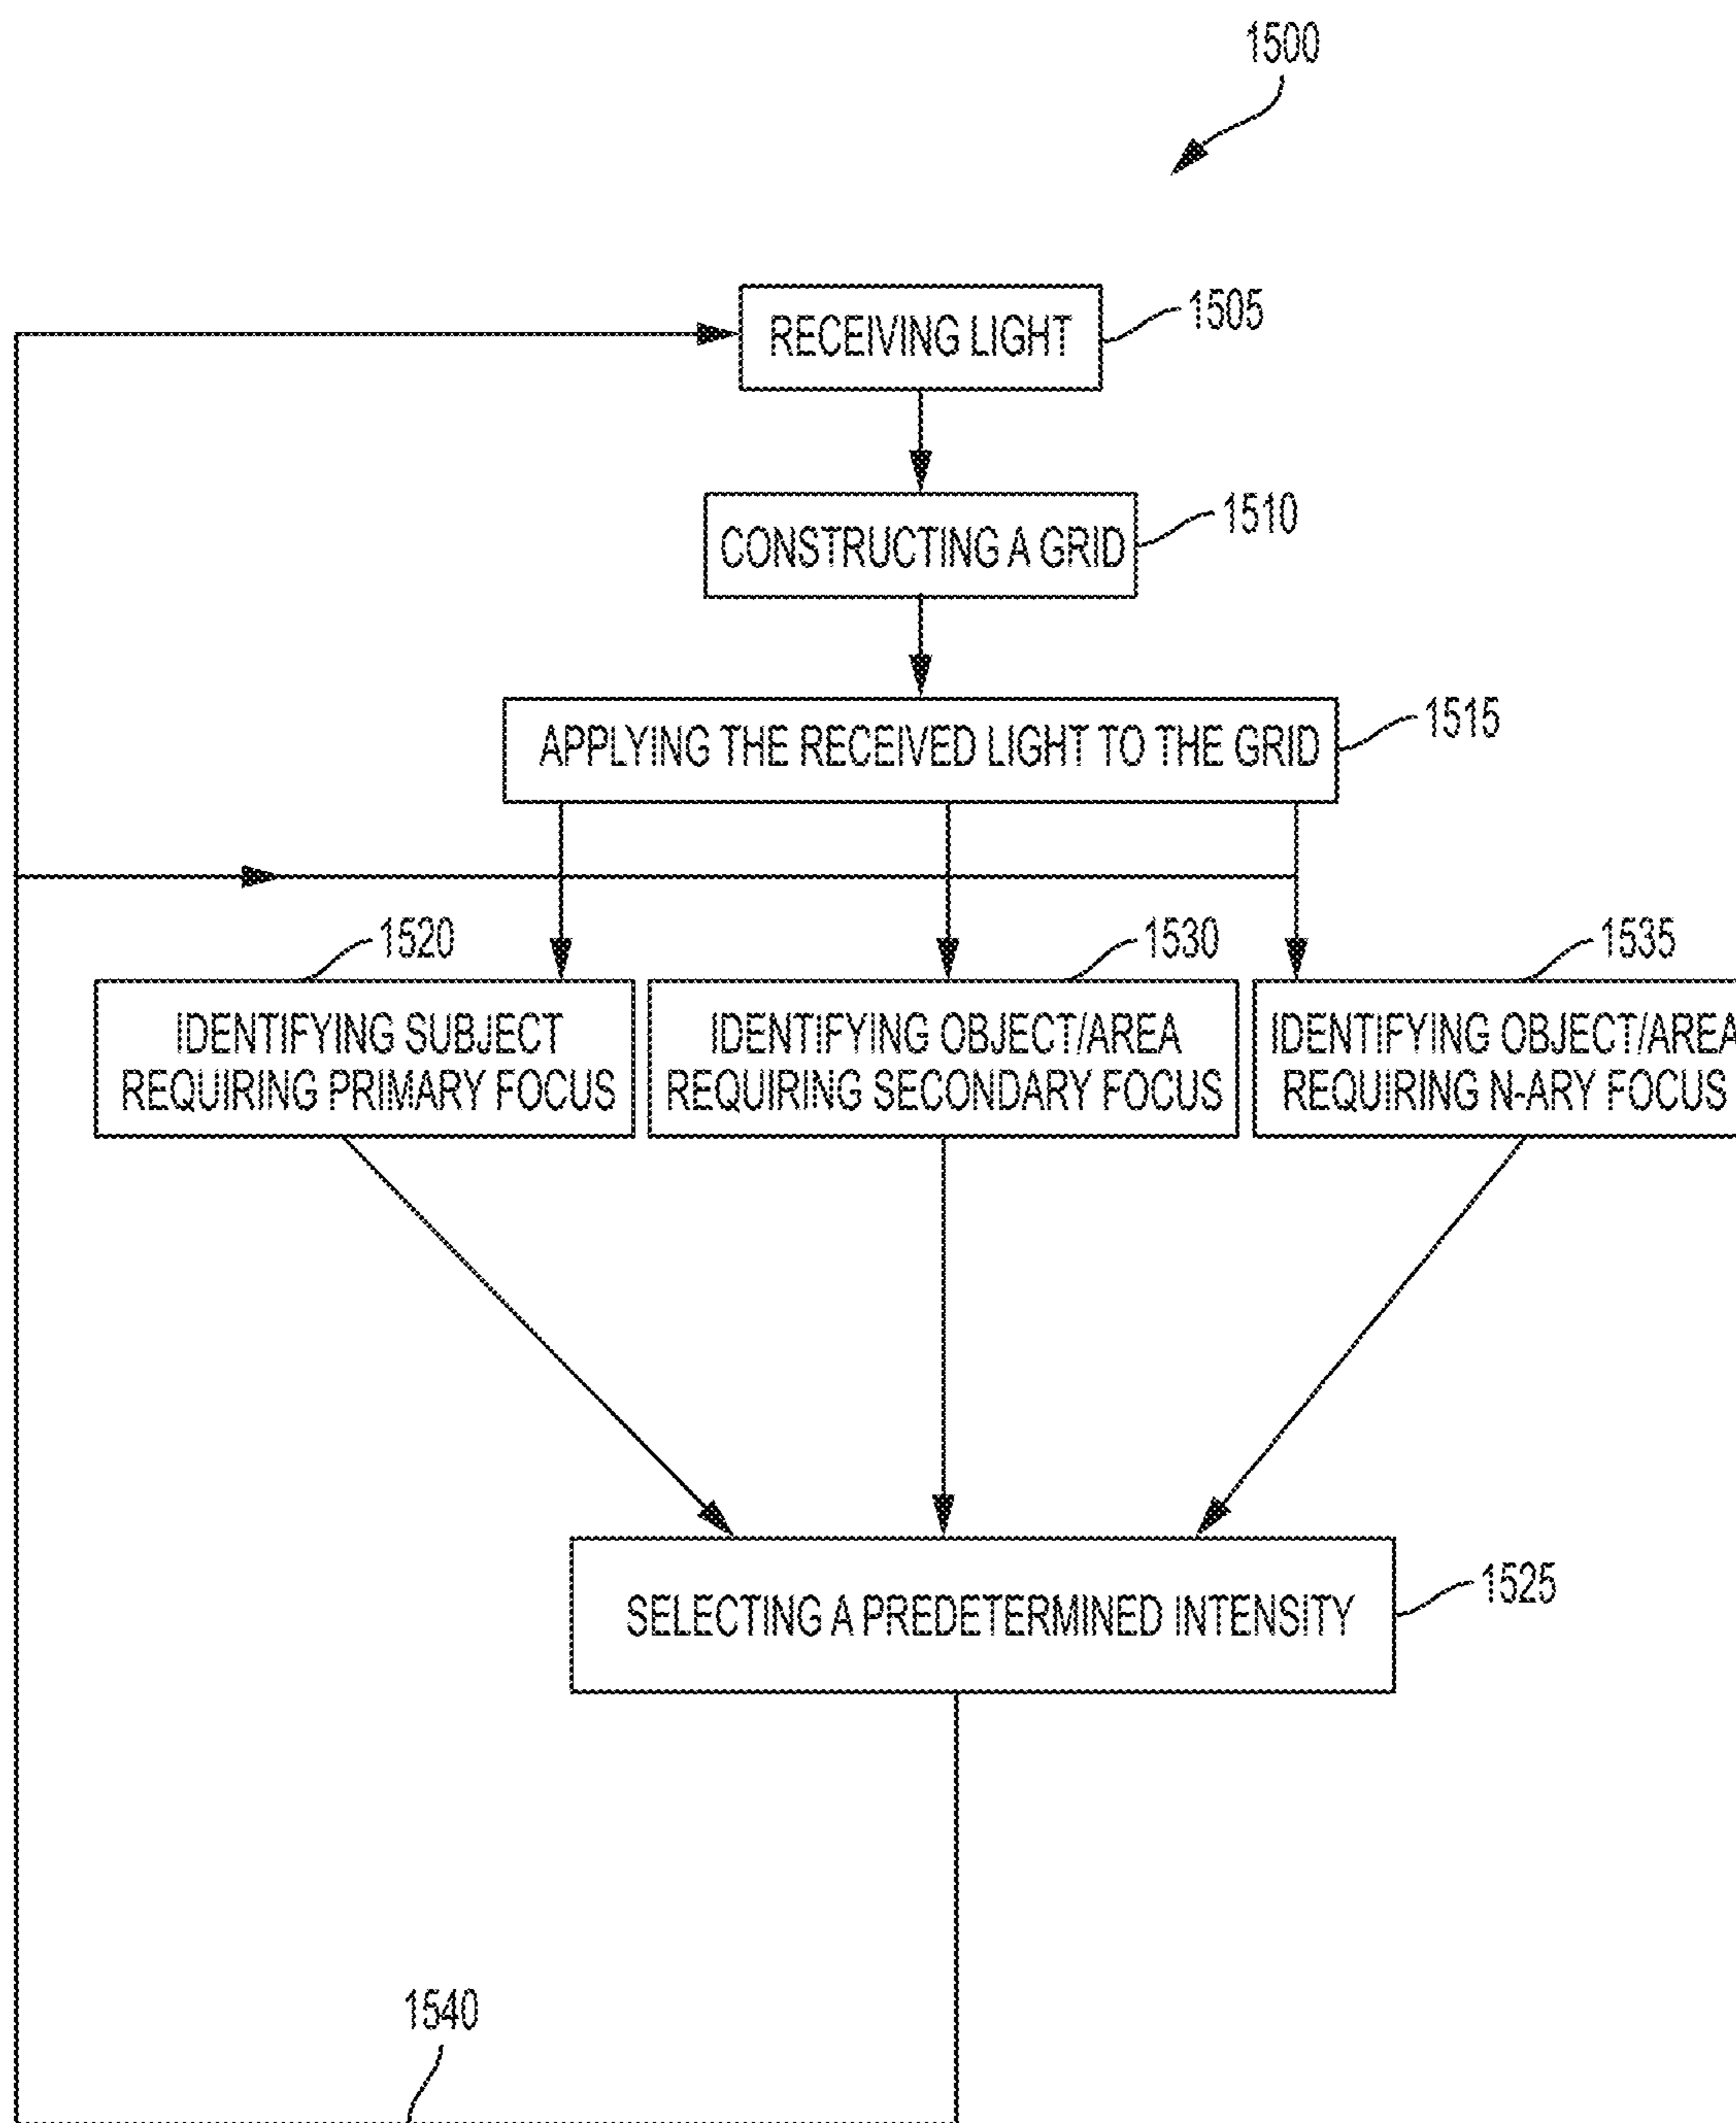 1500
RECEIVING LIGHT
1505
CONSTRUCTING A GRID
1510
APPLYING THE RECEIVED LIGHT TO THE GRID
1515
1520
IDENTIFYING SUBJECT
REQUIRING PRIMARY FOCUS
1530
IDENTIFYING OBJECT/AREA
REQUIRING SECONDARY FOCUS
1535
IDENTIFYING OBJECT/AREA
REQUIRING N-ARY FOCUS
SELECTING A PREDETERMINED INTENSITY
1525
1540